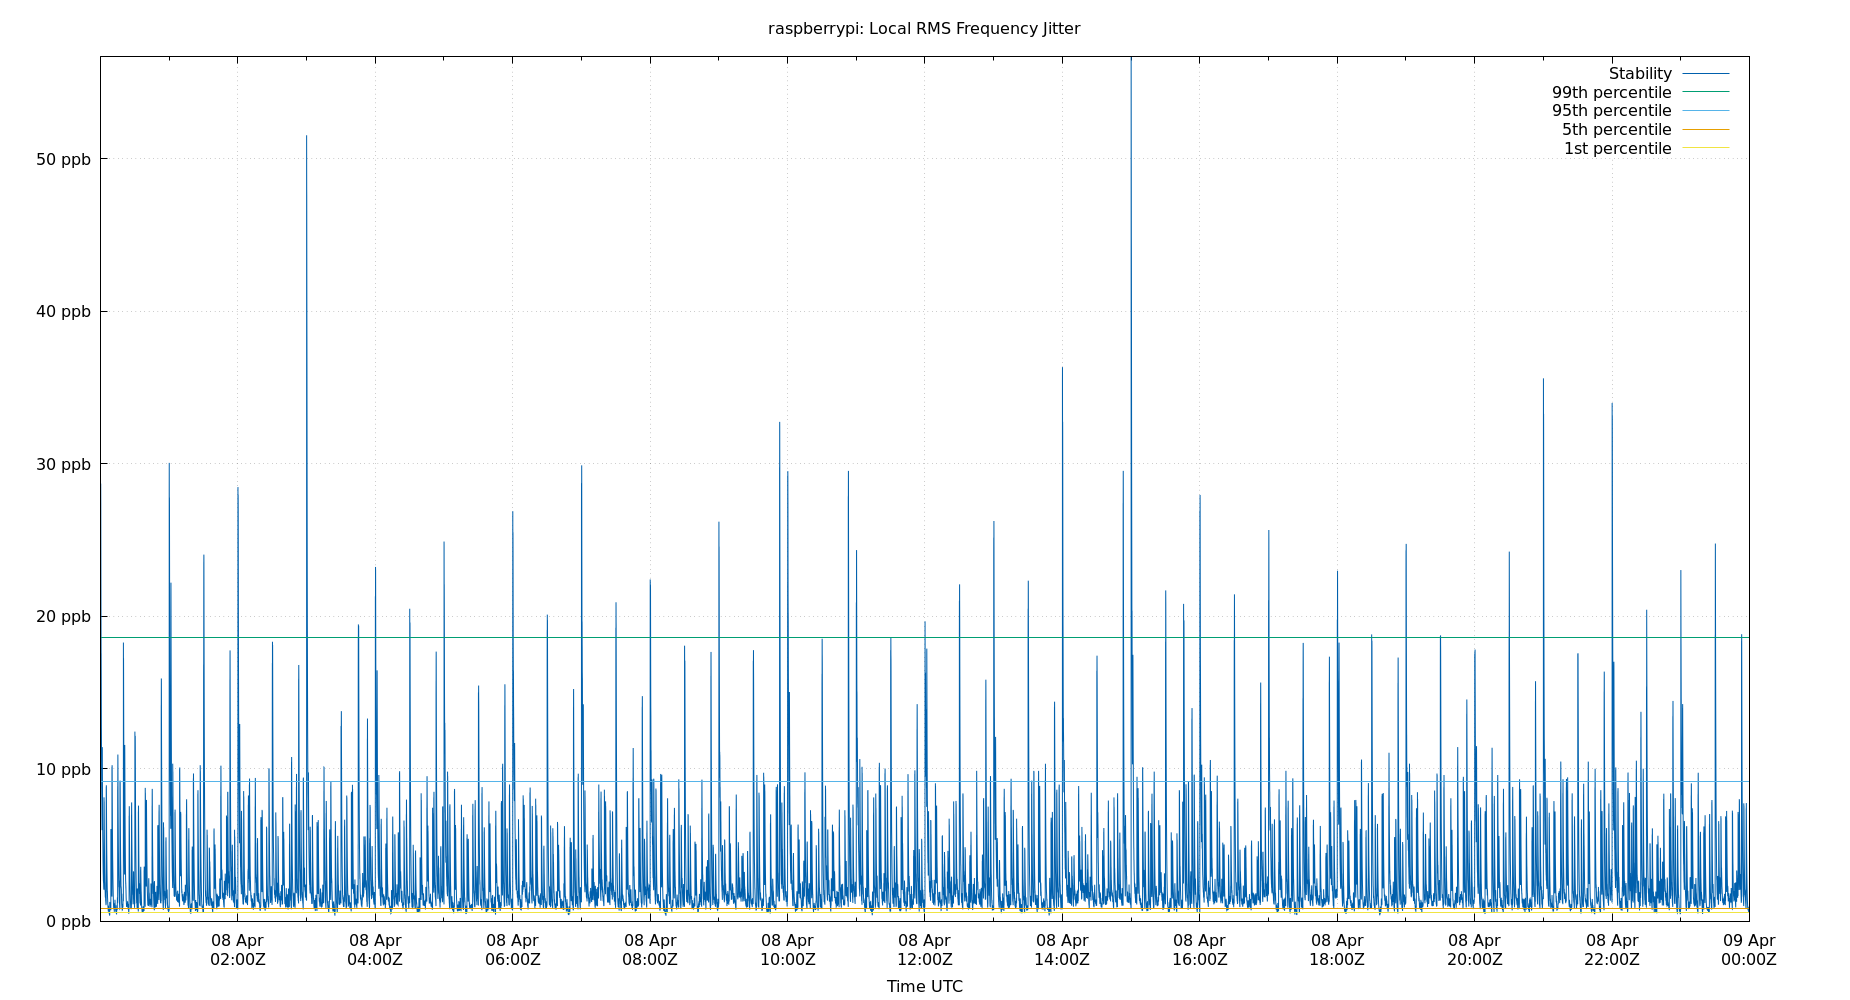 raspberrypi: Local RMS Frequency Jitter
Stability
99th percentile
95th percentile
5th percentile
1st percentile
50 ppb
40 ppb
30 ppb
20 ppb
10 ppb
0 ppb
08 Apr 08 Apr 08 Apr 08 Apr 08 Apr 08 Apr 08 Apr 08 Apr 08 Apr 08 Apr 08 Apr 09 Apr
02:00Z 04:00Z 06:00Z 08:00Z 10:00Z 12:00Z 14:00Z 16:00Z 18:00Z 20:00Z 22:00Z 00:00Z
Time UTC